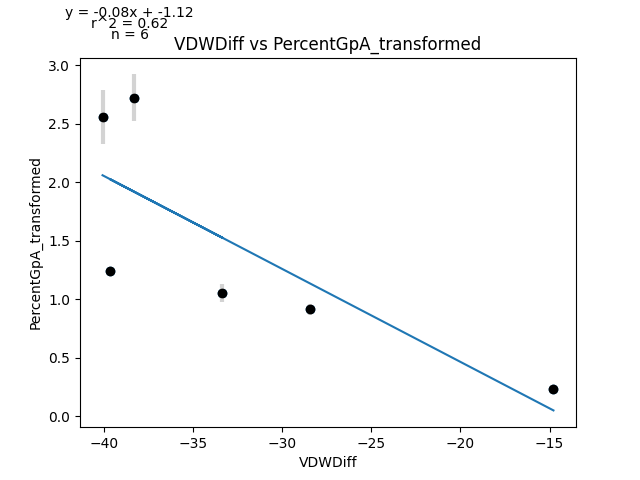 y = -0.08x + -1.12
r^2 = 0.62
n = 6
VDWDiff vs PercentGpA_transformed
PercentGpA_transformed
3.0
2.5
2.0
1.5
1.0
0.5
0.0
−40 −35 −30 −25 −20 −15
VDWDiff